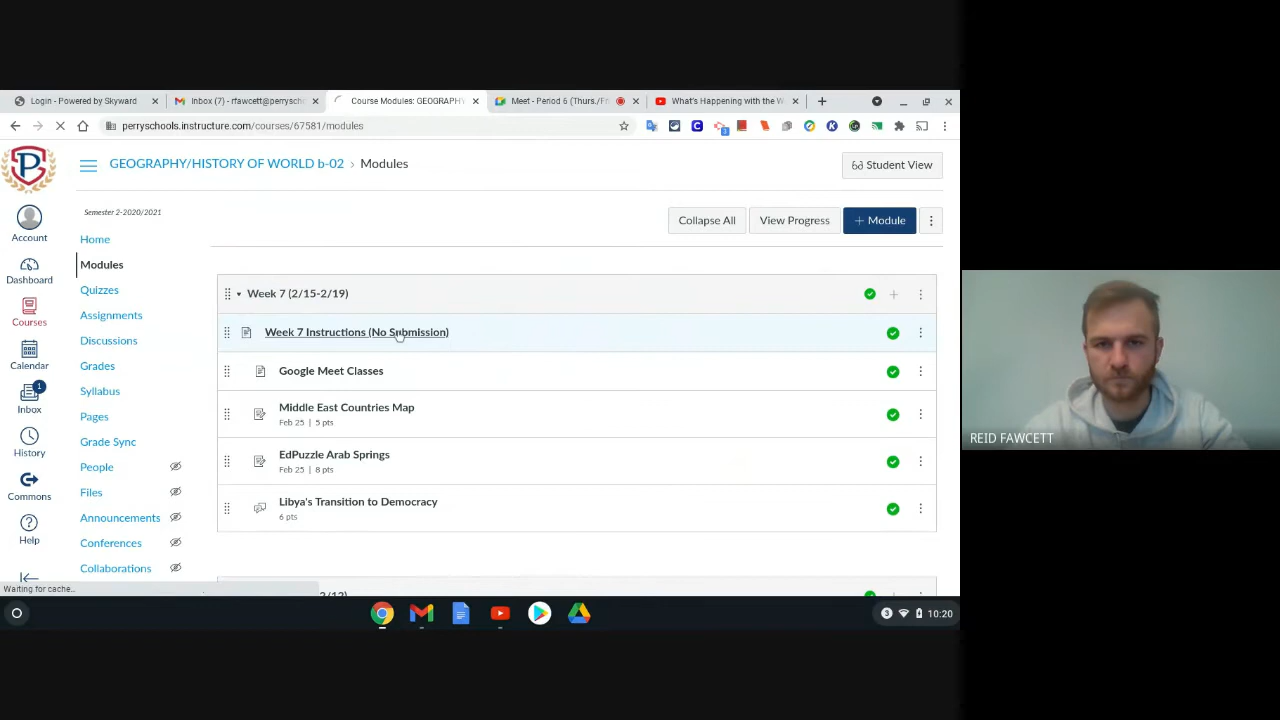 Login - Powered by Skyward
Inbox (7) - rfawcett@perrysch
Course Modules: GEOGRAPHY
Meet - Period 6 (Thurs./Fri
What's Happening with the W
perryschools.instructure.com/courses/67581/modules
GEOGRAPHY/HISTORY OF WORLD b-02 > Modules
Student View
Semester 2-2020/2021
Collapse All
View Progress
+ Module
Account
Dashboard
Courses
Calendar
1
Inbox
History
Commons
Help
Home
Modules
Quizzes
Assignments
Discussions
Grades
Syllabus
Pages
Grade Sync
People
Files
Announcements
Conferences
Collaborations
Week 7 (2/15-2/19)
Week 7 Instructions (No Submission)
Google Meet Classes
Middle East Countries Map
Feb 25 | 5 pts
EdPuzzle Arab Springs
Feb 25 | 8 pts
Libya's Transition to Democracy
6 pts
Waiting for cache...
3
10:20
REID FAWCETT